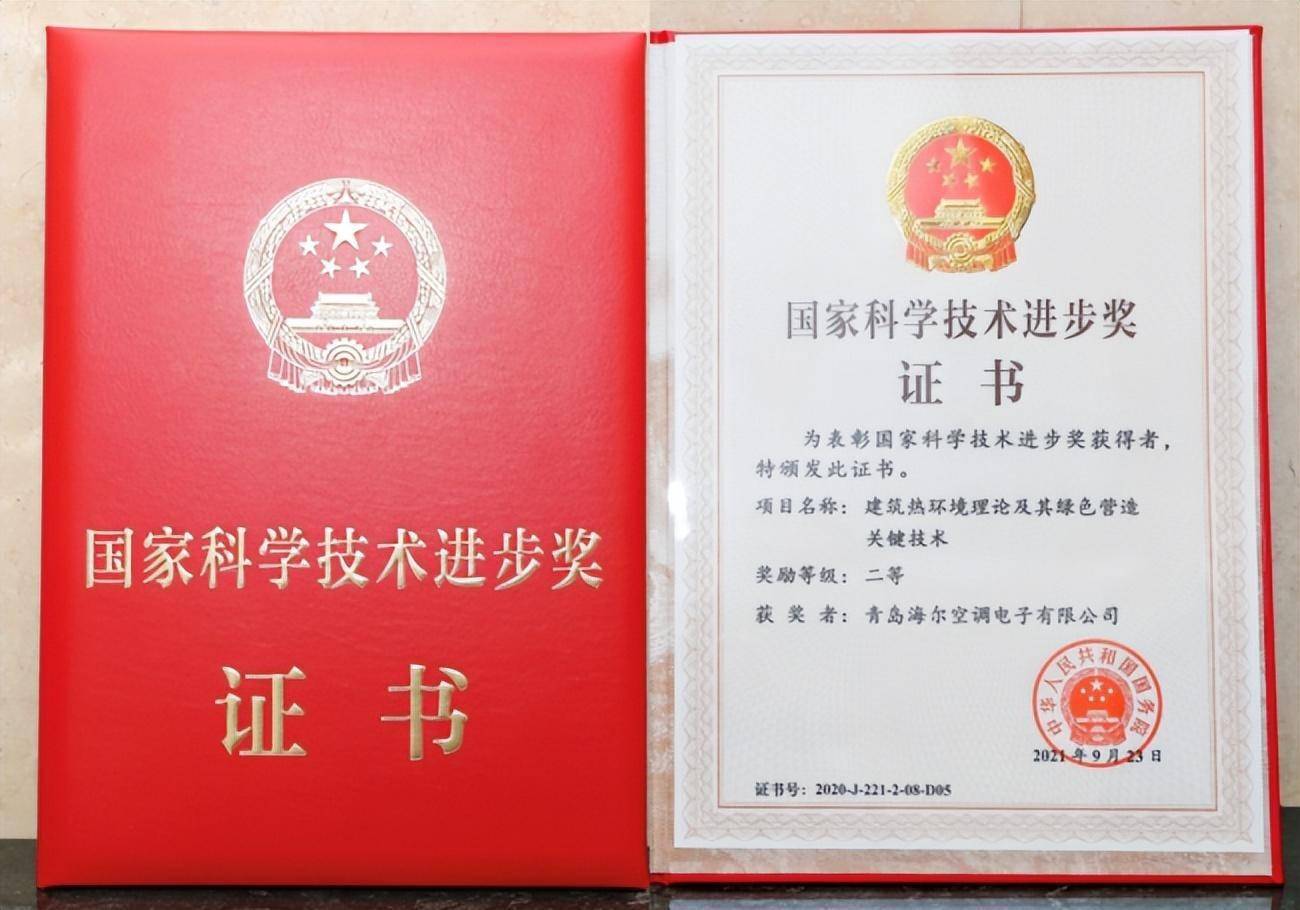 国家科学技术进步奖
证书
国家科学技术进步奖
证书
为表彰国家科学技术进步奖获得者，
特颁发此证书。
项目名称：建筑热环境理论及其绿色营造
关键技术
奖励等级：二等
获奖者：青岛海尔空调电子有限公司
中华人民共和国国务院
2021年9月23日
证书号：2020-J-221-2-08-D05